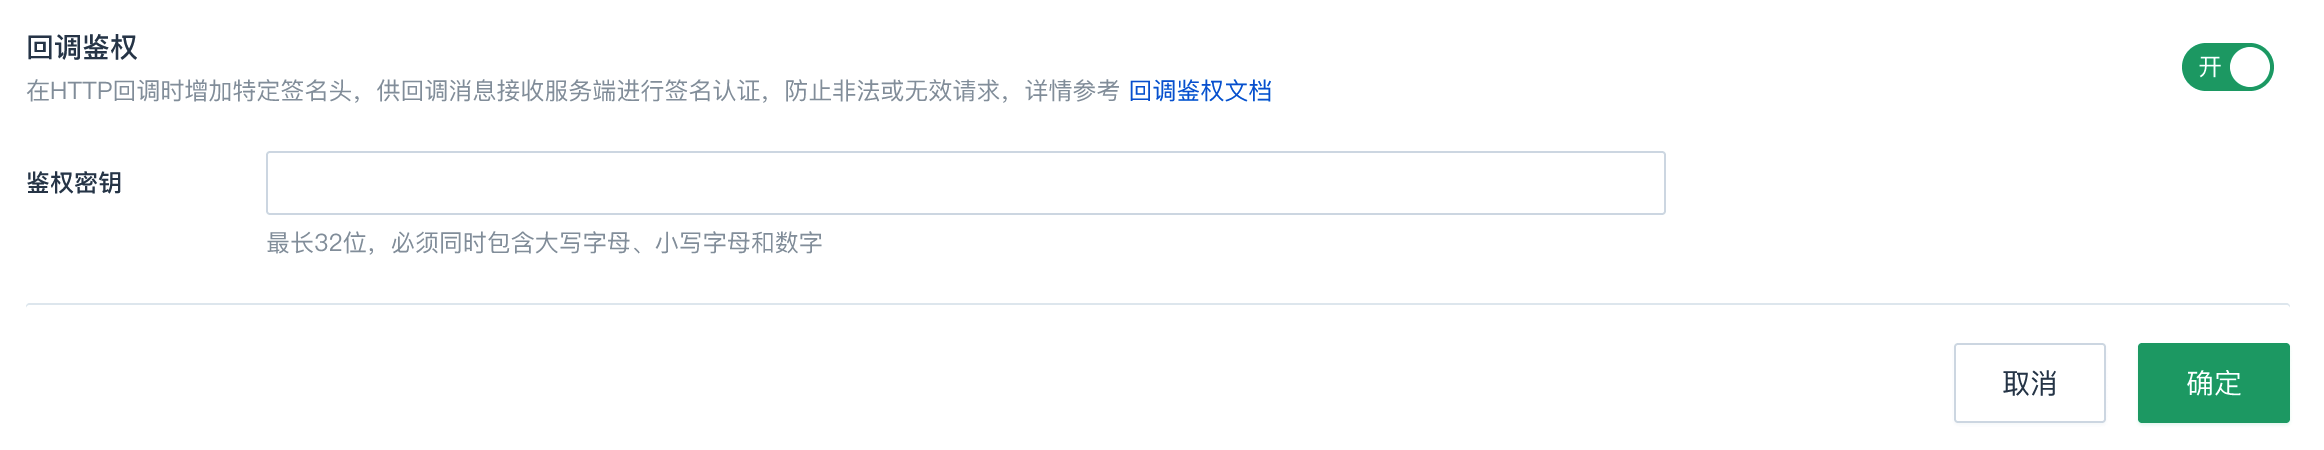 回调鉴权
开
在HTTP回调时增加特定签名头，供回调消息接收服务端进行签名认证，防止非法或无效请求，详情参考 回调鉴权文档
鉴权密钥
最长32位，必须同时包含大写字母、小写字母和数字
取消
确定